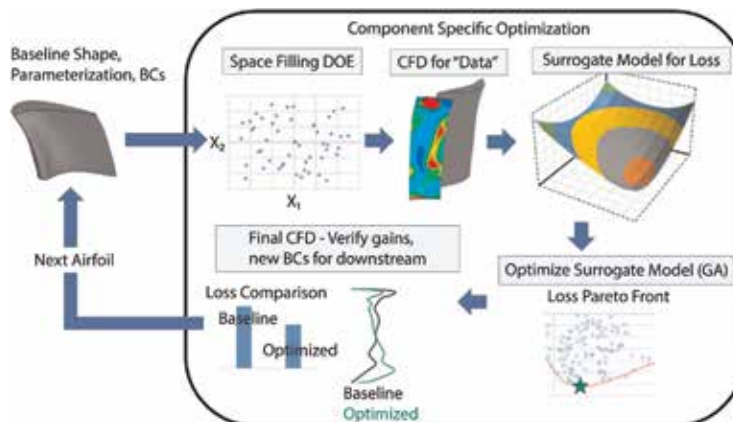 Component Specific Optimization
Baseline Shape,
Parameterization, BCs
Space Filling DOE
CFD for "Data"
Surrogate Model for Loss
X2
X1
Final CFD - Verify gains,
new BCs for downstream
Next Airfoil
Optimize Surrogate Model (GA)
Loss Pareto Front
Loss Comparison
Baseline
Optimized
Baseline
Optimized